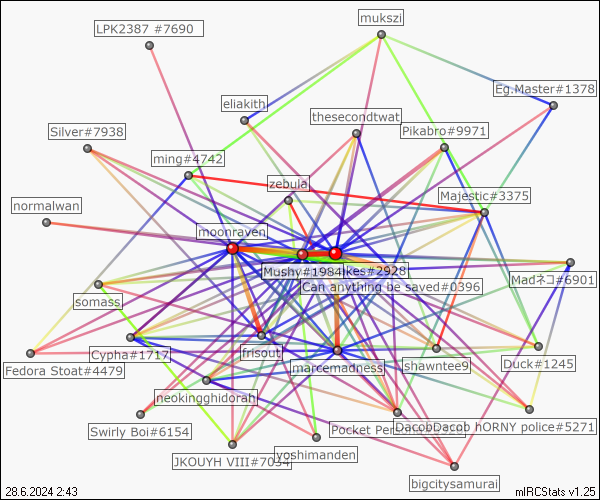 mukszi
LPK2387 #7690
Eg.Master#1378
eliakith
thesecondtwat
Silver#7938
Pikabro#9971
ming#4742
zebuia
Majestic#3375
normalwan
moonraven
Mushy#1984
ikes#2928
Madネコ#6901
Can anything be saved#0396
somass
Cypha#1717
frisout
Fedora Stoat#4479
marcemadness
shawntee9
Duck#1245
neokingghidorah
Swirly Boi#6154
Pocket
DacobbDacob hORNY police#5271
JKOUYH VIII#7034
yoshimanden
bigcitysamurai
28.6.2024 2:43
mIRCStats v1.25